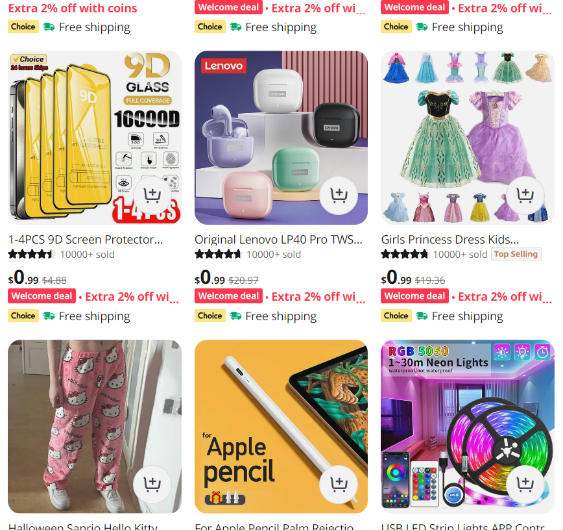 Extra 2% off with coins
Welcome deal • Extra 2% off wi...
Welcome deal • Extra 2% off wi...
Choice Free shipping
Choice Free shipping
Choice Free shipping
Choice
9D
GLASS
FULL COVERAGE
10000D
9D
1-4PCS
Lenovo
1-4PCS 9D Screen Protector...
10000+ sold
$0.99 $4.88
Welcome deal • Extra 2% off wi...
Choice Free shipping
Original Lenovo LP40 Pro TWS...
10000+ sold
$0.99 $20.97
Welcome deal • Extra 2% off wi...
Choice Free shipping
Girls Princess Dress Kids...
10000+ sold Top Selling
$0.99 $19.36
Welcome deal • Extra 2% off wi...
Choice Free shipping
for
Apple
pencil
RGB 5050
1~30m Neon Lights
Halloween Sanrio Hello Kitty
For Apple Pencil Palm Rejectio
USB LED Strip Lights APP Contr